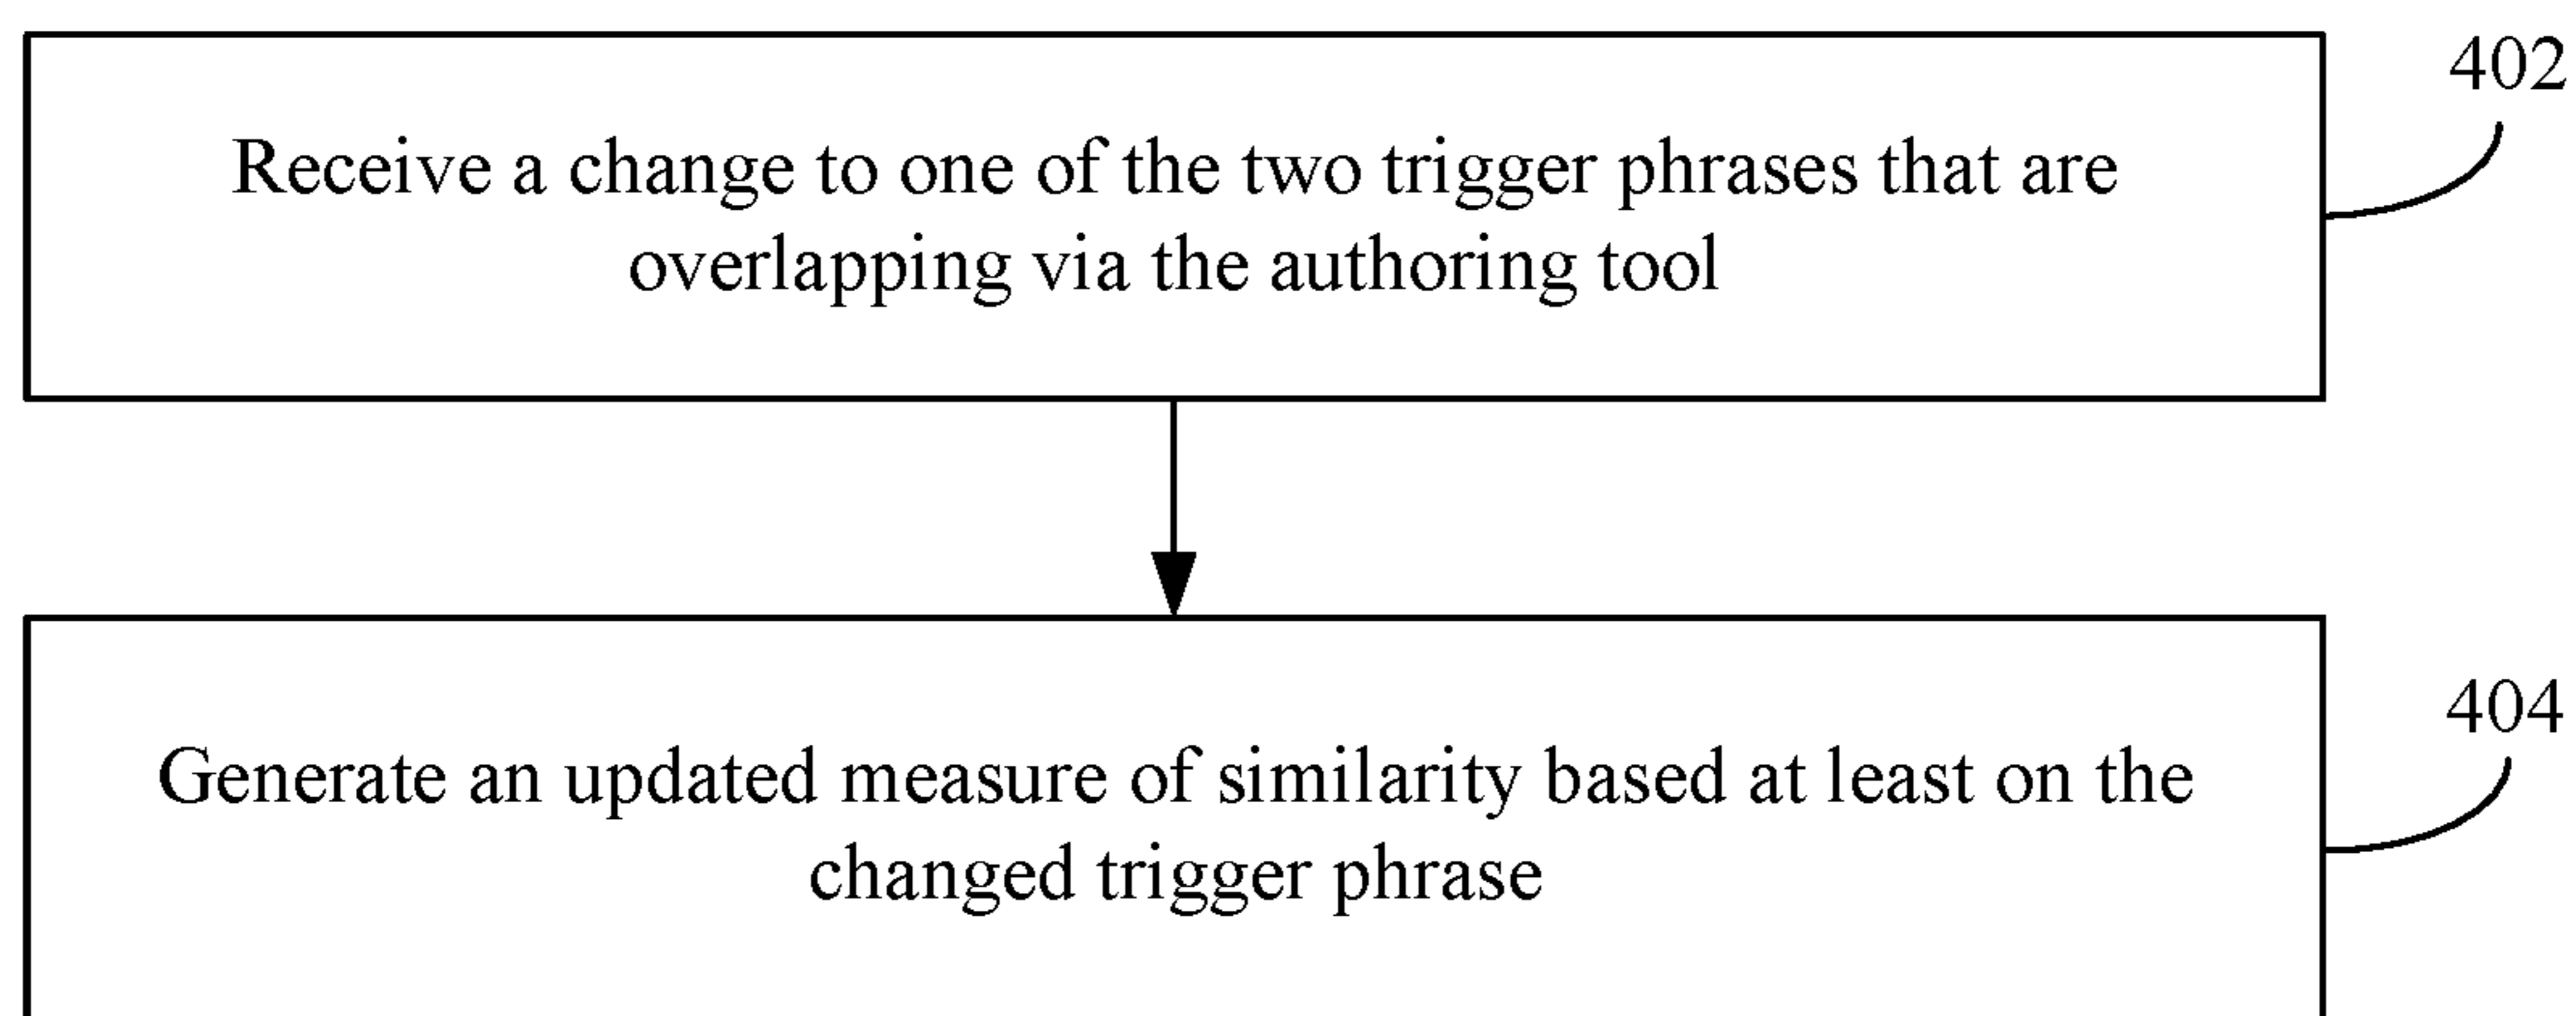 402
Receive a change to one of the two trigger phrases that are
overlapping via the authoring tool
404
Generate an updated measure of similarity based at least on the
changed trigger phrase